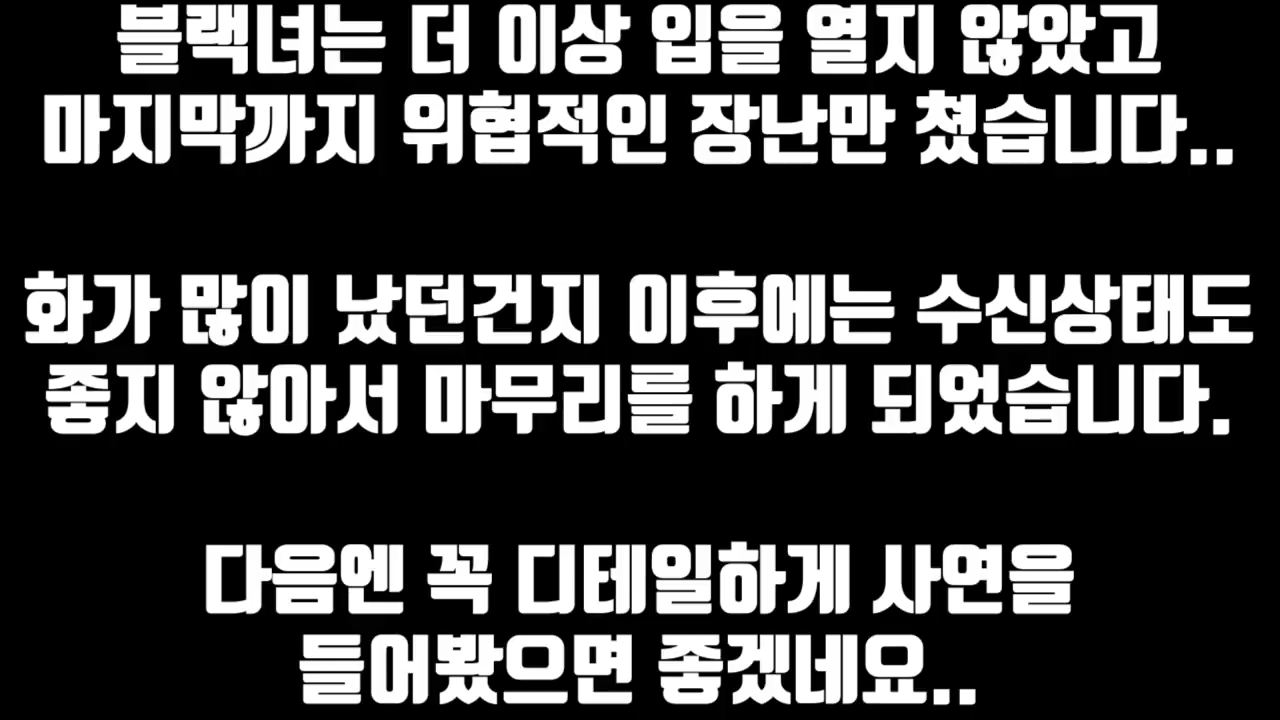 블랙녀는 더 이상 입을 열지 않았고
마지막까지 위협적인 장난만 쳤습니다..
화가 많이 났던건지 이후에는 수신상태도
좋지 않아서 마무리를 하게 되었습니다.
다음엔 꼭 디테일하게 사연을
들어봤으면 좋겠네요..